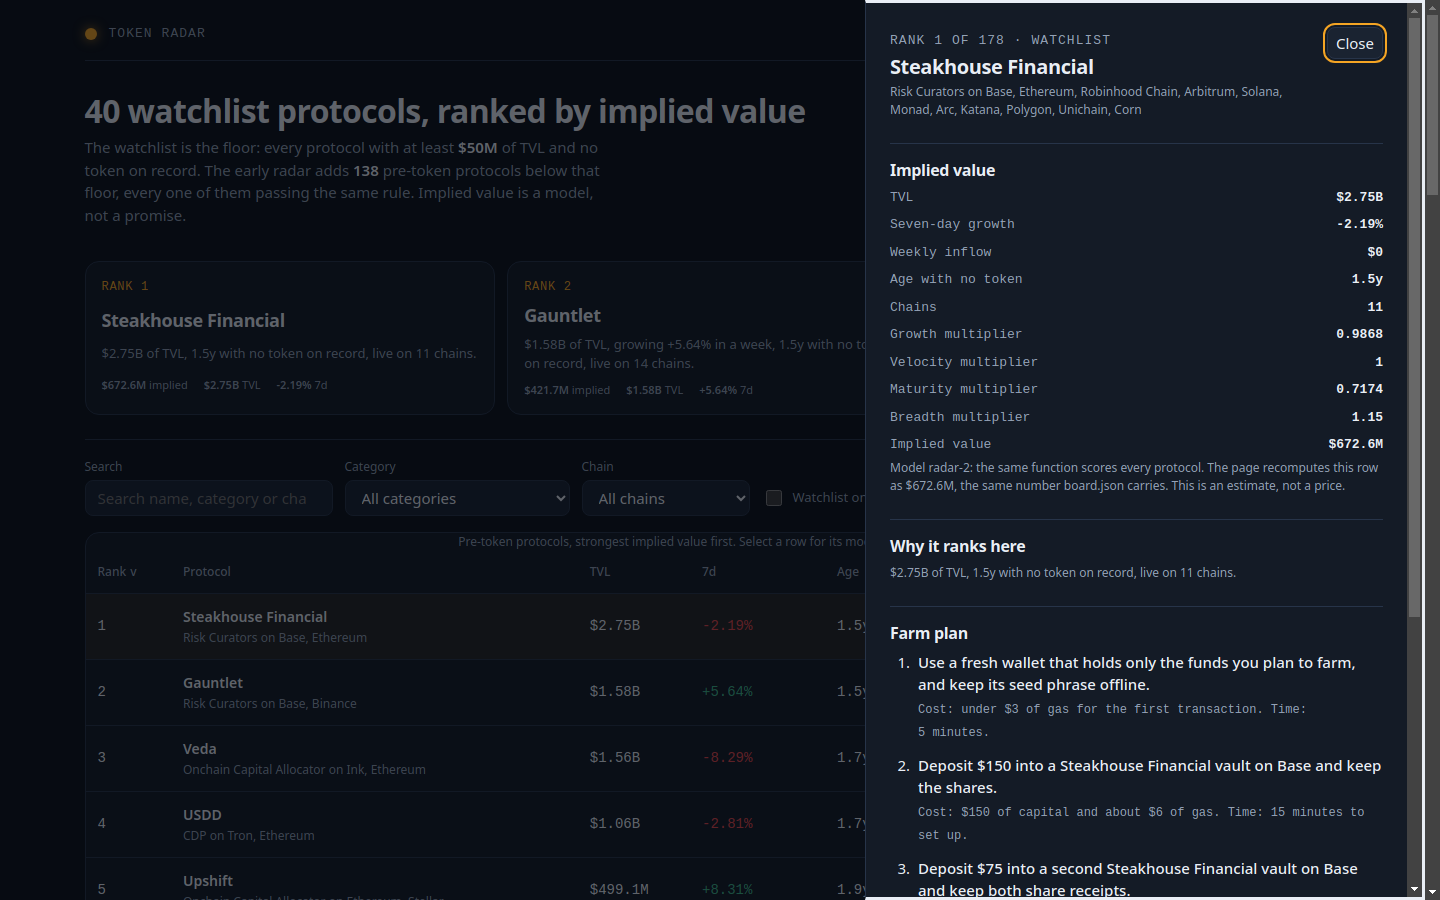 TOKEN RADAR
40 watchlist protocols, ranked by implied value
The watchlist is the floor: every protocol with at least $50M of TVL and no
token on record. The early radar adds 138 pre-token protocols below that
floor, every one of them passing the same rule. Implied value is a model,
not a promise.
RANK 1
Steakhouse Financial
$2.75B of TVL, 1.5y with no token on record, live on 11 chains.
$672.6M implied $2.75B TVL -2.19% 7d
RANK 2
Gauntlet
$1.58B of TVL, growing +5.64% in a week, 1.5y with no
on record, live on 14 chains.
$421.7M implied $1.58B TVL +5.64% 7d
Search Category Chain
Search name, category or cha All categories All chains Watchlist
Pre-token protocols, strongest implied value first. Select a row for its
Rank v Protocol TVL 7d Age
1 Steakhouse Financial $2.75B -2.19% 1.5y
Risk Curators on Base, Ethereum
2 Gauntlet $1.58B +5.64% 1.5y
Risk Curators on Base, Binance
3 Veda $1.56B -8.29% 1.7y
Onchain Capital Allocator on Ink, Ethereum
4 USDD $1.06B -2.81% 1.7y
CDP on Tron, Ethereum
5 Upshift $499.1M +8.31% 1.9y
RANK 1 OF 178 · WATCHLIST
Close
Steakhouse Financial
Risk Curators on Base, Ethereum, Robinhood Chain, Arbitrum, Solana,
Monad, Arc, Katana, Polygon, Unichain, Corn
Implied value
TVL $2.75B
Seven-day growth -2.19%
Weekly inflow $0
Age with no token 1.5y
Chains 11
Growth multiplier 0.9868
Velocity multiplier 1
Maturity multiplier 0.7174
Breadth multiplier 1.15
Implied value $672.6M
Model radar-2: the same function scores every protocol. The page recomputes this row
as $672.6M, the same number board.json carries. This is an estimate, not a price.
Why it ranks here
$2.75B of TVL, 1.5y with no token on record, live on 11 chains.
Farm plan
1. Use a fresh wallet that holds only the funds you plan to farm,
and keep its seed phrase offline.
Cost: under $3 of gas for the first transaction. Time:
5 minutes.
2. Deposit $150 into a Steakhouse Financial vault on Base and keep
the shares.
Cost: $150 of capital and about $6 of gas. Time: 15 minutes to
set up.
3. Deposit $75 into a second Steakhouse Financial vault on Base
and keep both share receipts.